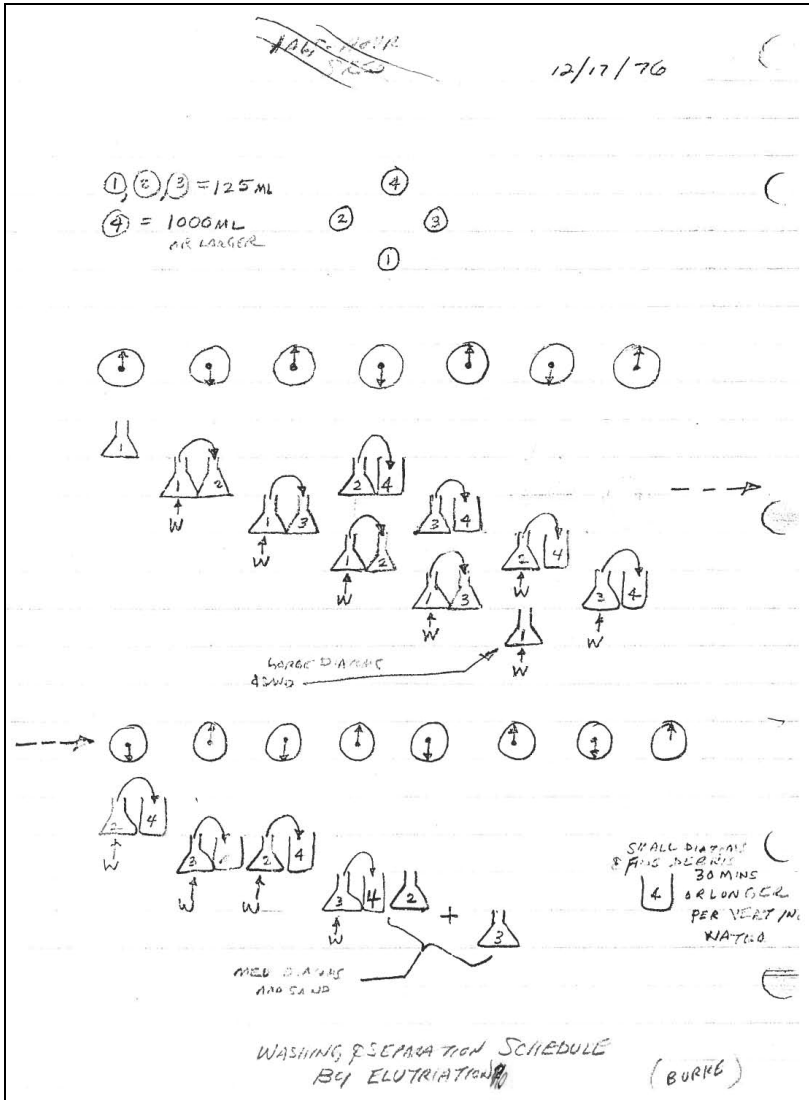 HALF-HOUR
12/17/76
①, ②, ③ = 125 ML
④ = 1000 ML
OR LARGER
④
② ③
①
1
1 2 2 4
W
1 3 3 4
W
1 2 2 4
W W
1 3 3 4
W W
1
W
LARGE DIATOMS
& SAND
2 4
W
3 2 4
W W
3 4 2 + 3
W
MED DIATOMS
AND SAND
SMALL DIATOMS
& FINE DEBRIS
4 30 MINS
OR LONGER
PER VERT IN.
WATER
WASHING & SEPARATION SCHEDULE
BY ELUTRIATION
(BURKE)